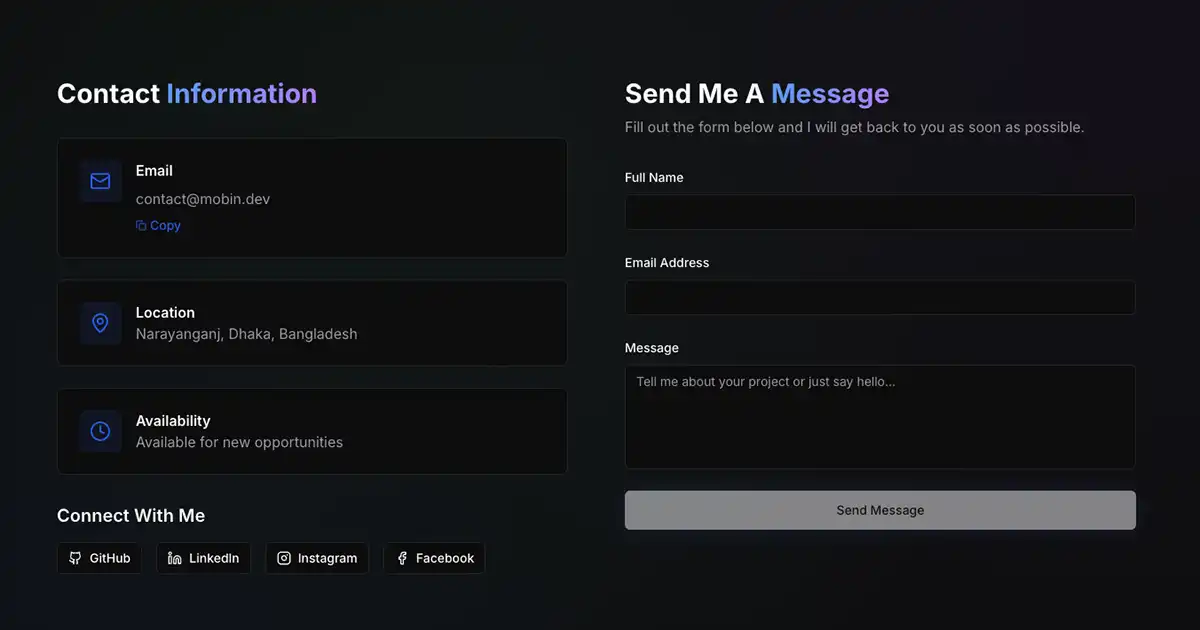 Contact Information
Email
contact@mobin.dev
Copy
Location
Narayanganj, Dhaka, Bangladesh
Availability
Available for new opportunities
Connect With Me
GitHub
LinkedIn
Instagram
Facebook
Send Me A Message
Fill out the form below and I will get back to you as soon as possible.
Full Name
Email Address
Message
Tell me about your project or just say hello...
Send Message